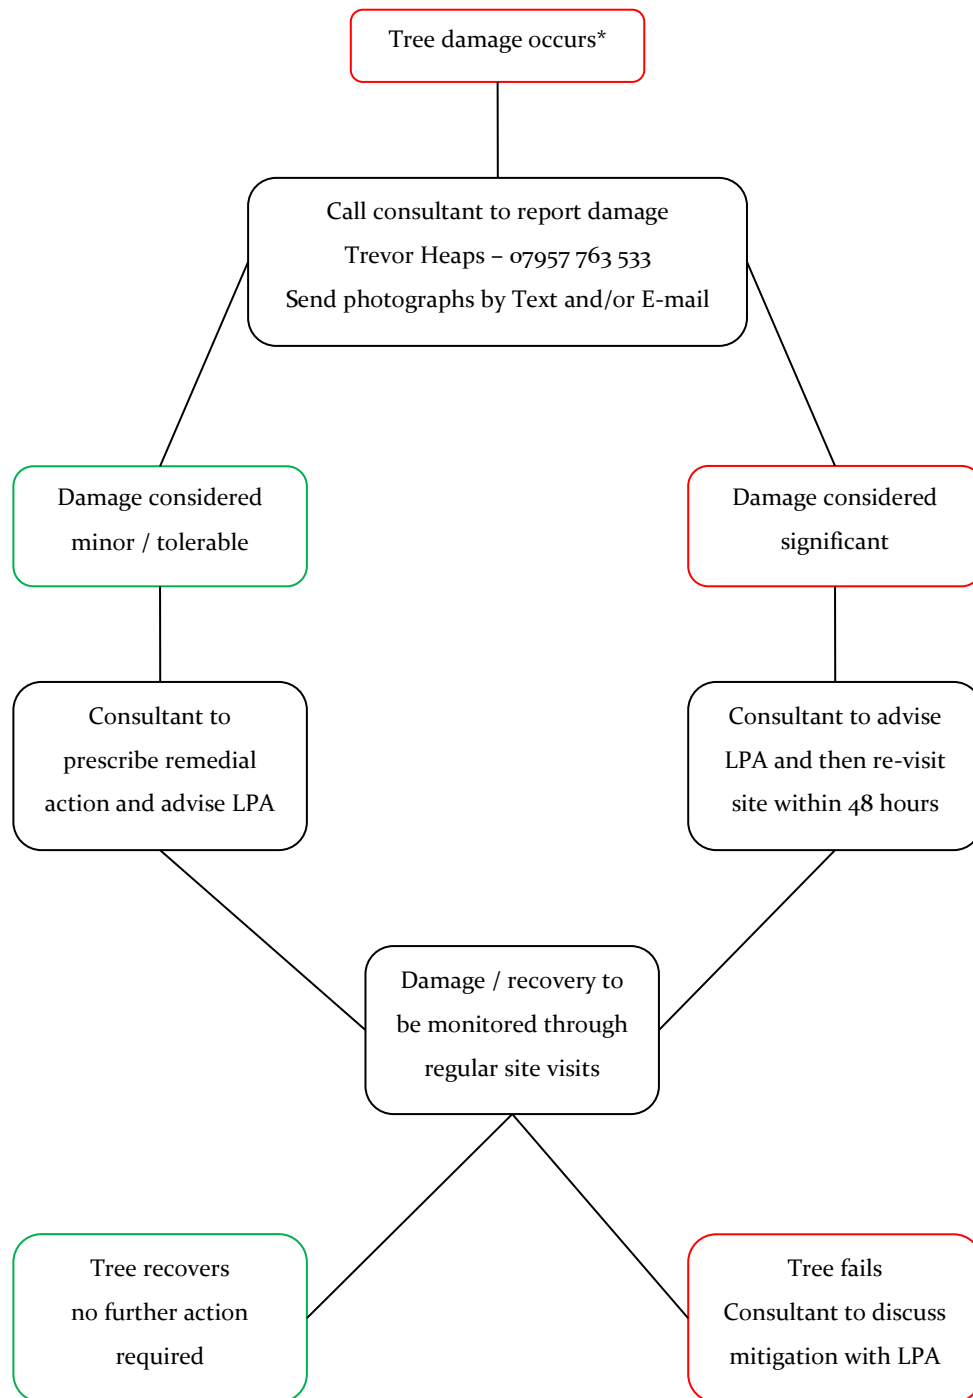 Tree damage occurs*
Call consultant to report damage
Trevor Heaps – 07957 763 533
Send photographs by Text and/or E-mail
Damage considered
minor / tolerable
Damage considered
significant
Consultant to
prescribe remedial
action and advise LPA
Consultant to advise
LPA and then re-visit
site within 48 hours
Damage / recovery to
be monitored through
regular site visits
Tree recovers
no further action
required
Tree fails
Consultant to discuss
mitigation with LPA